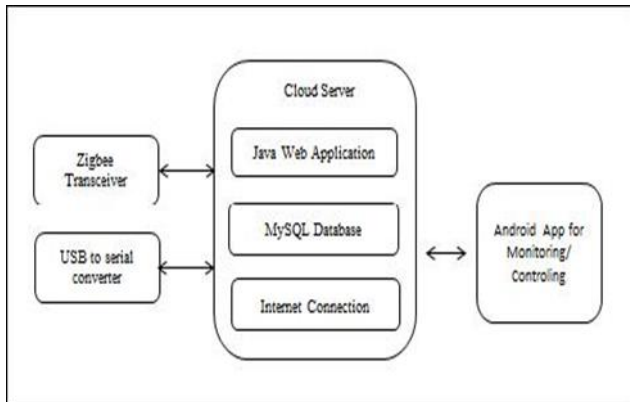 Cloud Server
Zigbee
Transceiver
USB to serial
converter
Java Web Application
MySQL Database
Internet Connection
Android App for
Monitoring/
Controling